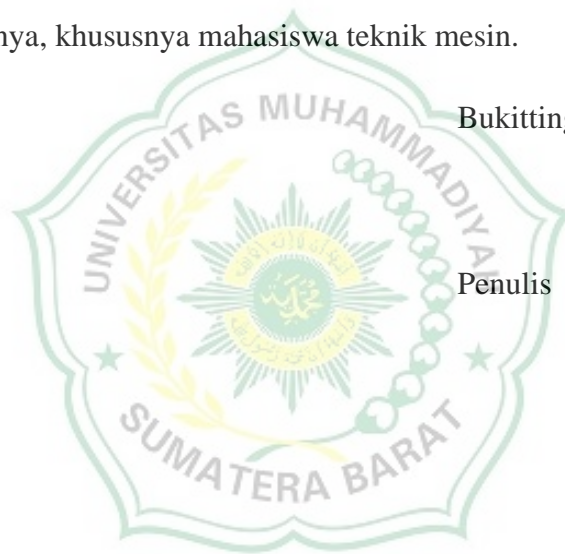 nya, khususnya mahasiswa teknik mesin.
Bukitting
Penulis
UNIVERSITAS MUHAMMADIYAH
SUMATERA BARAT